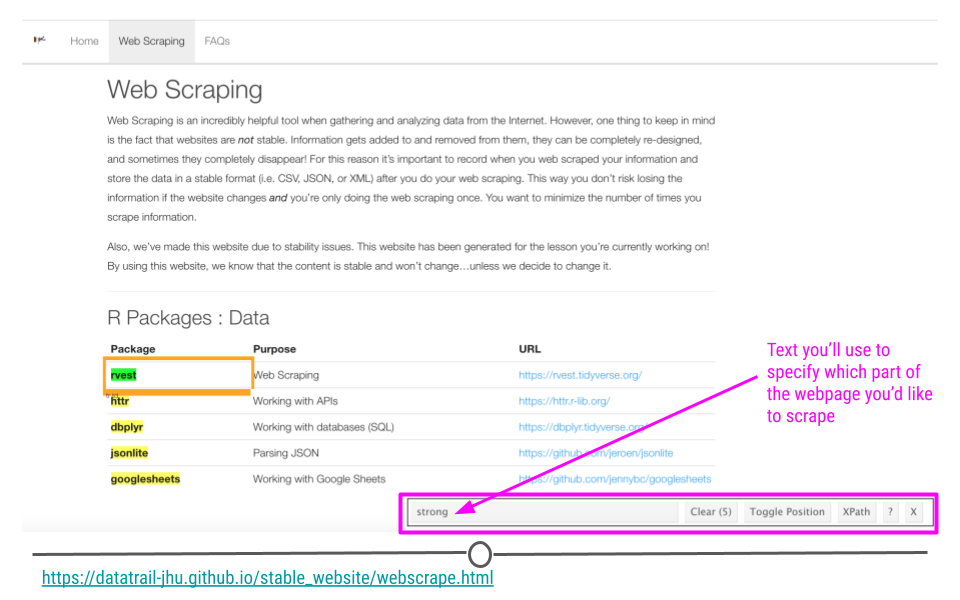 Home Web Scraping FAQs
Web Scraping
Web Scraping is an incredibly helpful tool when gathering and analyzing data from the Internet. However, one thing to keep in mind
is the fact that websites are not stable. Information gets added to and removed from them, they can be completely re-designed,
and sometimes they completely disappear! For this reason it's important to record when you web scraped your information and
store the data in a stable format (i.e. CSV, JSON, or XML) after you do your web scraping. This way you don't risk losing the
information if the website changes and you're only doing the web scraping once. You want to minimize the number of times you
scrape information.
Also, we've made this website due to stability issues. This website has been generated for the lesson you're currently working on!
By using this website, we know that the content is stable and won't change…unless we decide to change it.
R Packages : Data
Package Purpose URL
rvest Web Scraping https://rvest.tidyverse.org/
httr Working with APIs https://httr.r-lib.org/
dbplyr Working with databases (SQL) https://dbplyr.tidyverse.org/
jsonlite Parsing JSON https://github.com/jeroen/jsonlite
googlesheets Working with Google Sheets https://github.com/jennybc/googlesheets
Text you'll use to
specify which part of
the webpage you'd like
to scrape
strong Clear (5) Toggle Position XPath ? X
https://datatrail-jhu.github.io/stable_website/webscrape.html